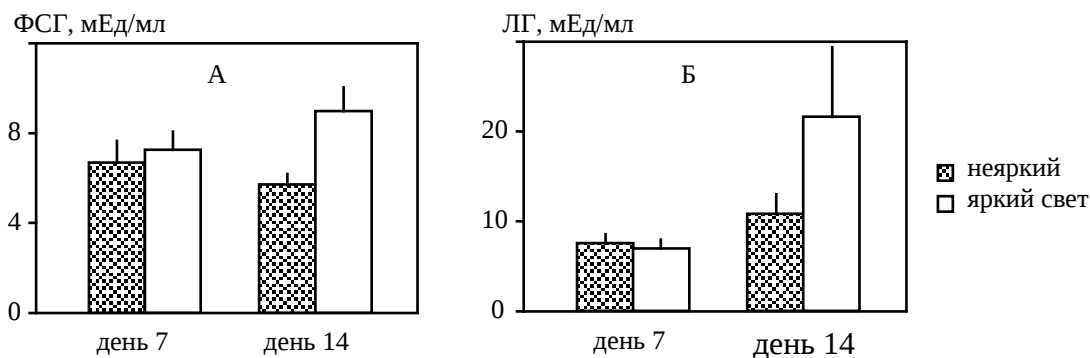 ФСГ, мЕд/мл
А
8
4
0
день 7
день 14
ЛГ, мЕд/мл
Б
20
10
0
день 7
день 14
неяркий
яркий свет